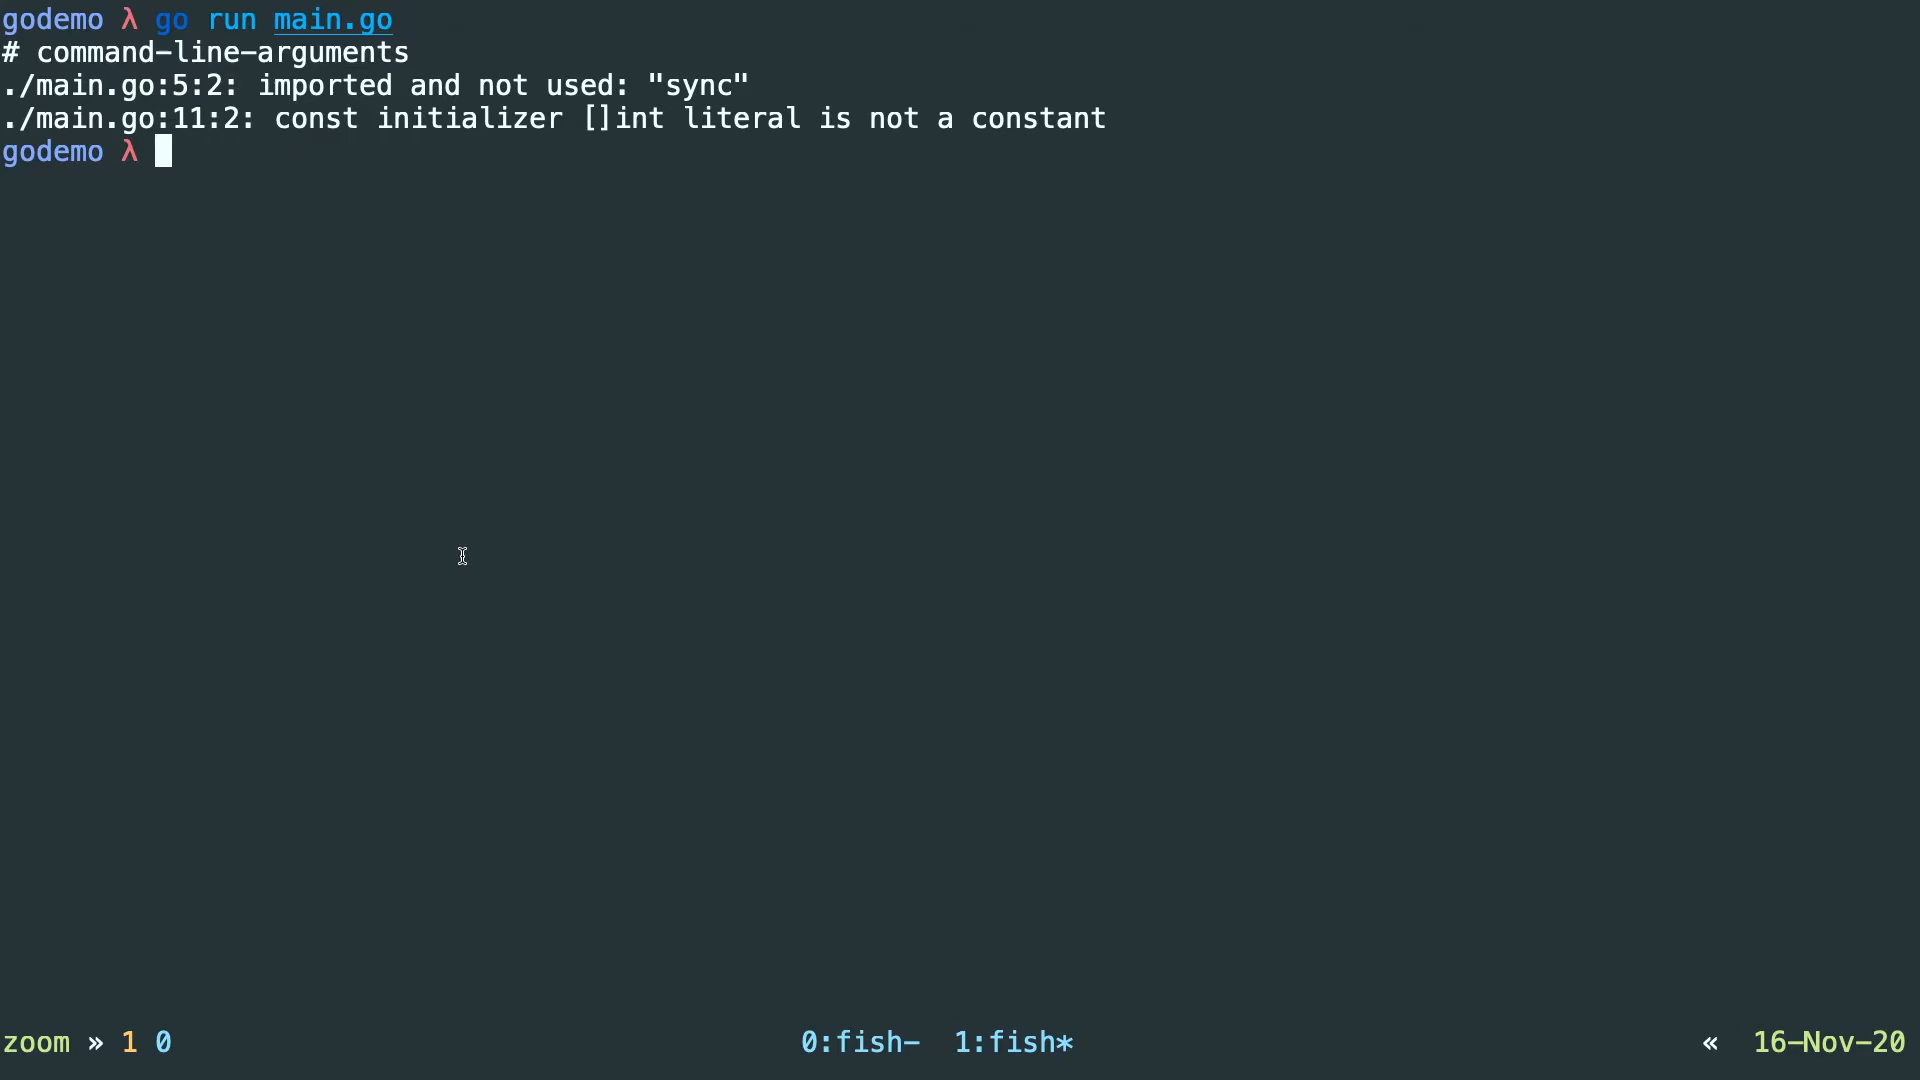 godemo λ go run main.go
# command-line-arguments
./main.go:5:2: imported and not used: "sync"
./main.go:11:2: const initializer []int literal is not a constant
godemo λ
zoom » 1 0 0:fish- 1:fish* « 16-Nov-20